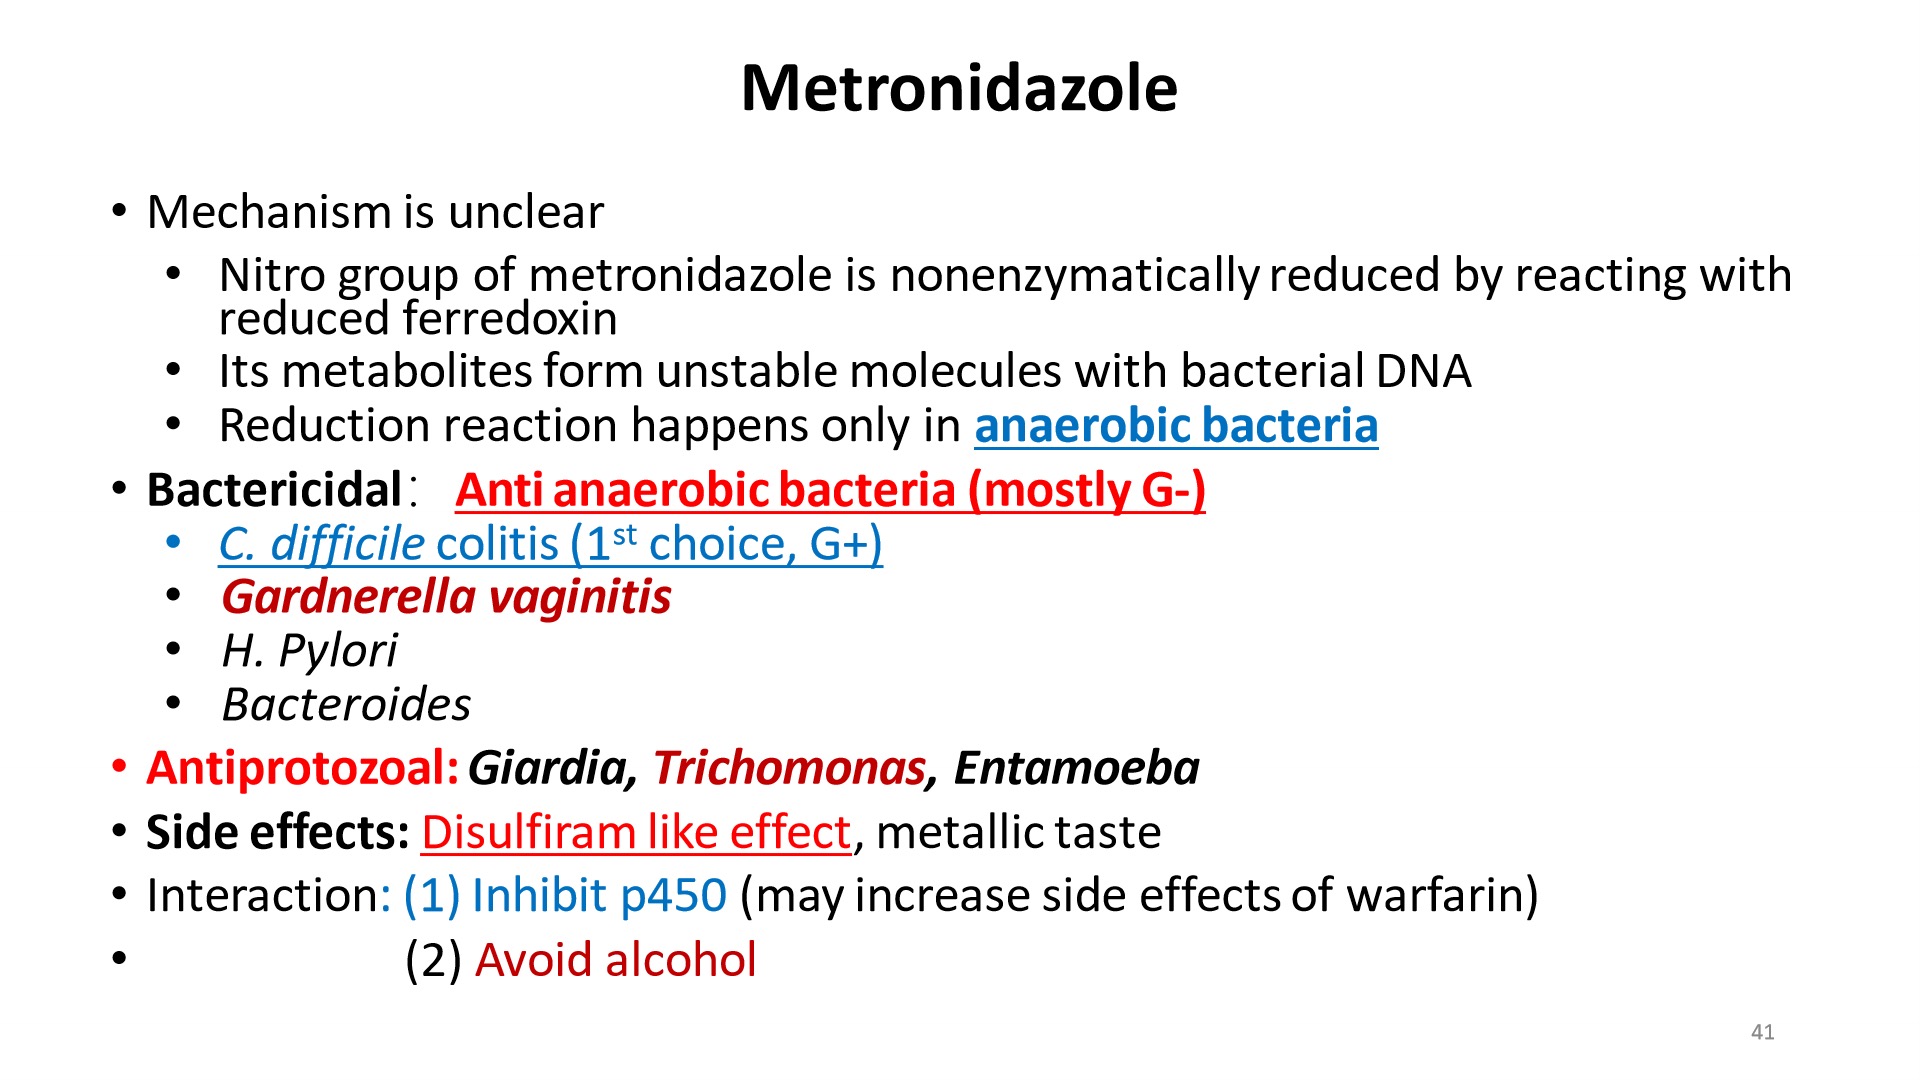 Metronidazole
• Mechanism is unclear
• Nitro group of metronidazole is nonenzymatically reduced by reacting with
reduced ferredoxin
• Its metabolites form unstable molecules with bacterial DNA
• Reduction reaction happens only in anaerobic bacteria
• Bactericidal： Anti anaerobic bacteria (mostly G-)
• C. difficile colitis (1st choice, G+)
• Gardnerella vaginitis
• H. Pylori
• Bacteroides
• Antiprotozoal: Giardia, Trichomonas, Entamoeba
• Side effects: Disulfiram like effect, metallic taste
• Interaction: (1) Inhibit p450 (may increase side effects of warfarin)
• (2) Avoid alcohol
41